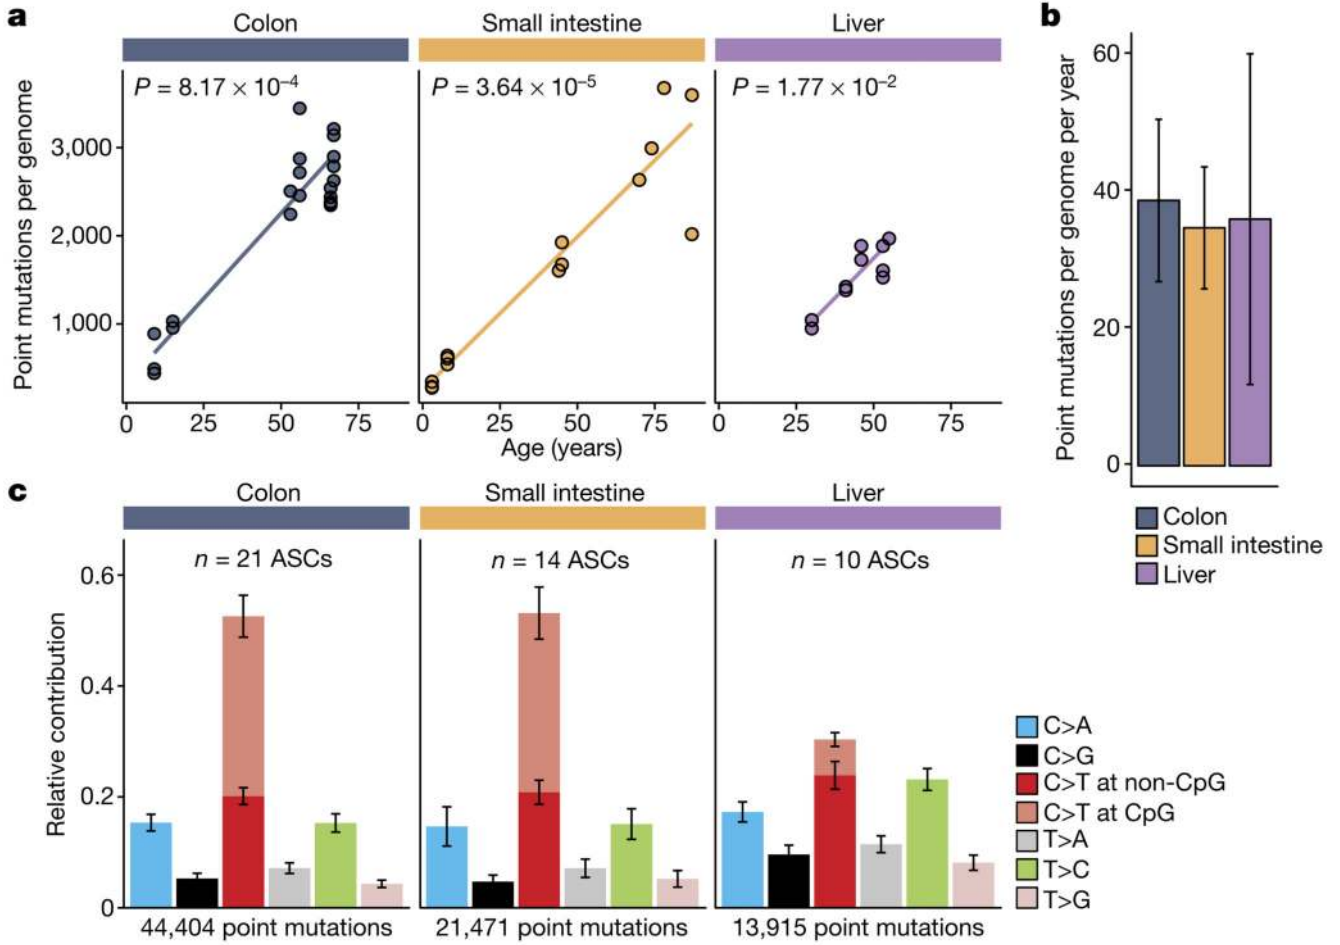 a
Colon
Small intestine
Liver
Point mutations per genome
3,000
2,000
1,000
P = 8.17 × 10⁻⁴
P = 3.64 × 10⁻⁵
P = 1.77 × 10⁻²
0 25 50 75
0 25 50 75
0 25 50 75
Age (years)
b
Point mutations per genome per year
60
40
20
0
Colon
Small intestine
Liver
c
Colon
Small intestine
Liver
Relative contribution
0.6
0.4
0.2
0
n = 21 ASCs
n = 14 ASCs
n = 10 ASCs
44,404 point mutations
21,471 point mutations
13,915 point mutations
C>A
C>G
C>T at non-CpG
C>T at CpG
T>A
T>C
T>G